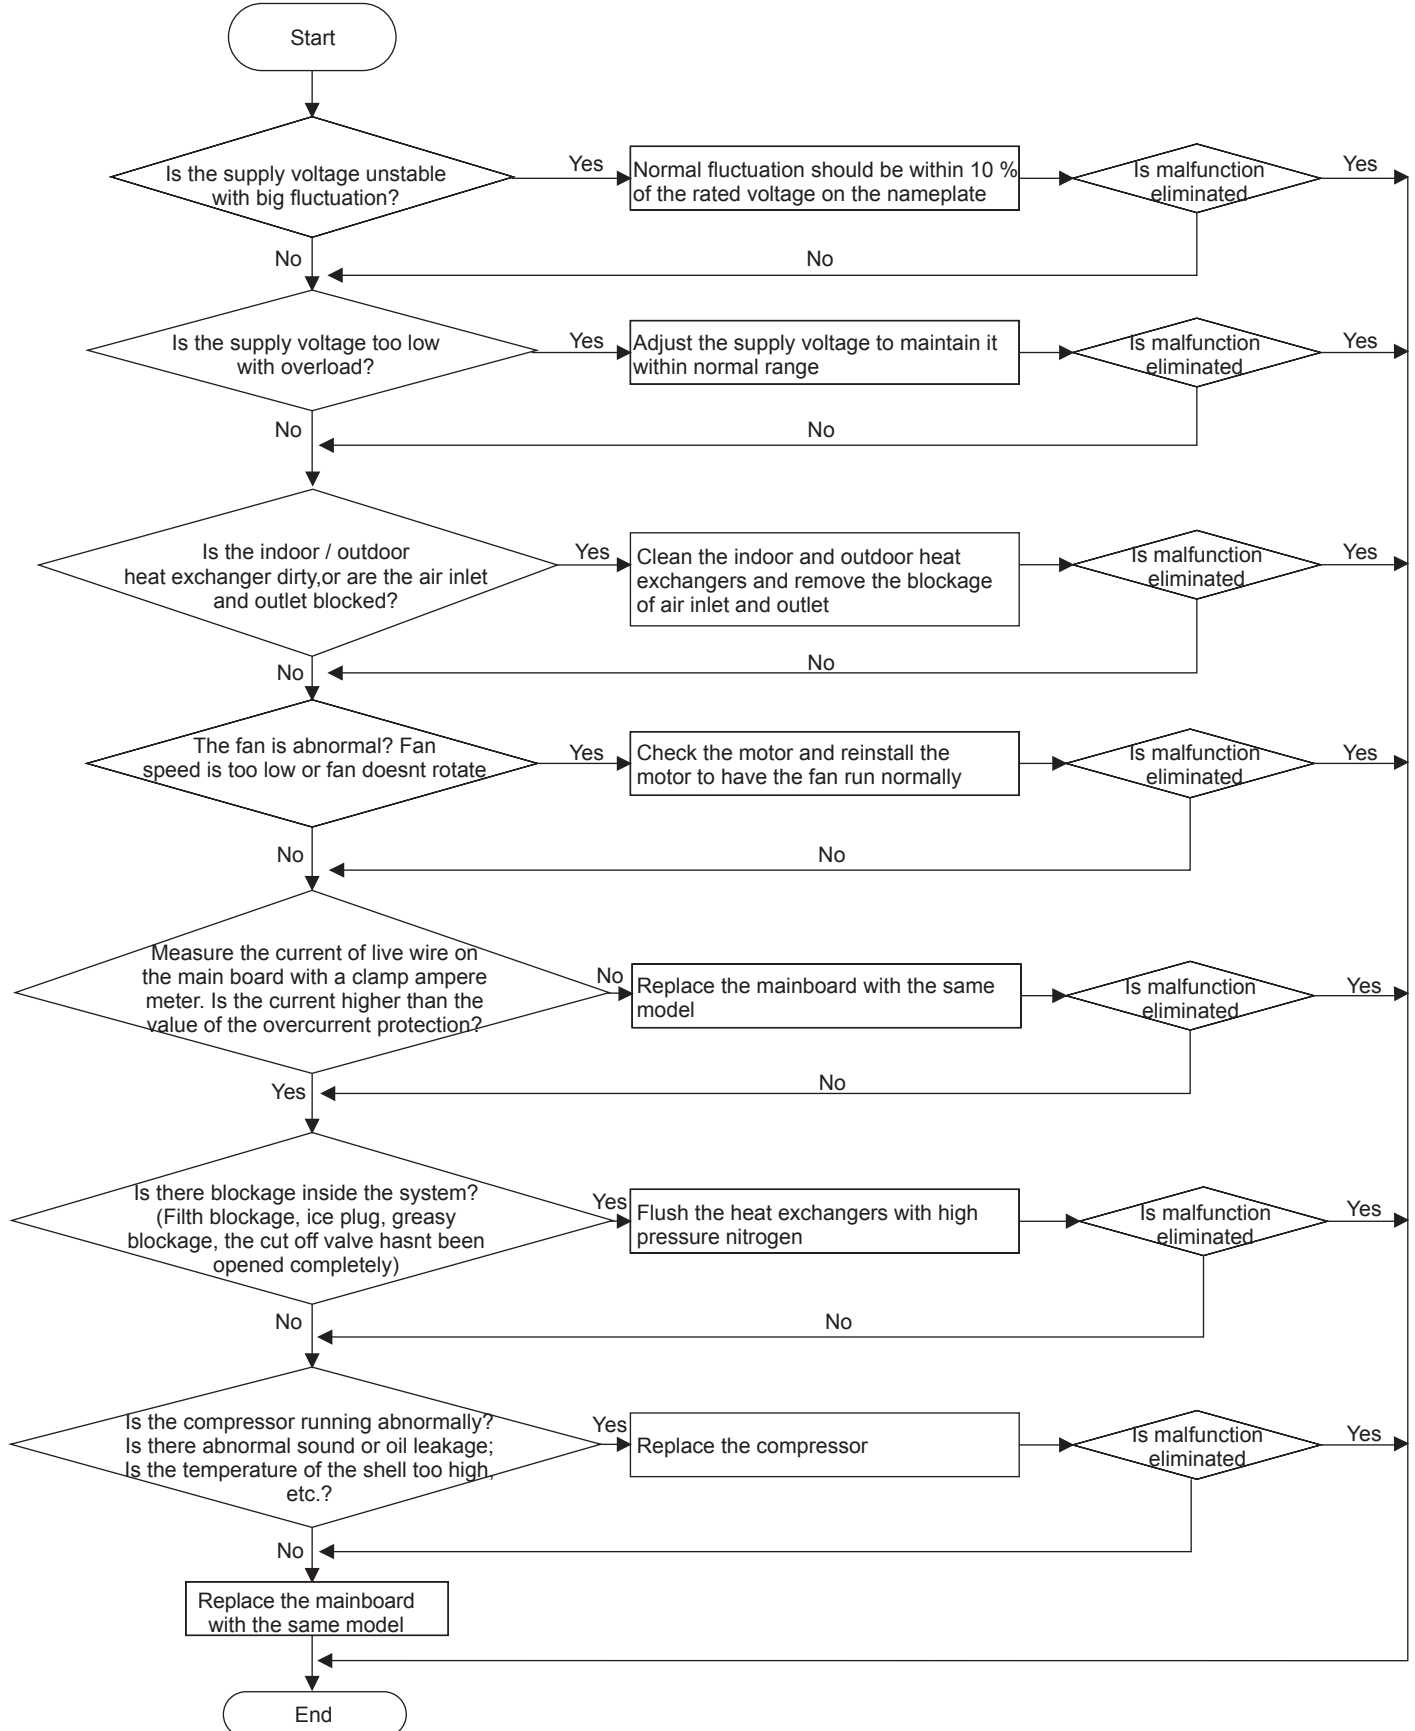 Start
Is the supply voltage unstable
with big fluctuation?
Yes
Normal fluctuation should be within 10 %
of the rated voltage on the nameplate
Is malfunction
eliminated
Yes
No
No
Is the supply voltage too low
with overload?
Yes
Adjust the supply voltage to maintain it
within normal range
Is malfunction
eliminated
Yes
No
No
Is the indoor / outdoor
heat exchanger dirty,or are the air inlet
and outlet blocked?
Yes
Clean the indoor and outdoor heat
exchangers and remove the blockage
of air inlet and outlet
Is malfunction
eliminated
Yes
No
No
The fan is abnormal? Fan
speed is too low or fan doesnt rotate
Yes
Check the motor and reinstall the
motor to have the fan run normally
Is malfunction
eliminated
Yes
No
No
Measure the current of live wire on
the main board with a clamp ampere
meter. Is the current higher than the
value of the overcurrent protection?
No
Replace the mainboard with the same
model
Is malfunction
eliminated
Yes
Yes
No
Is there blockage inside the system?
(Filth blockage, ice plug, greasy
blockage, the cut off valve hasnt been
opened completely)
Yes
Flush the heat exchangers with high
pressure nitrogen
Is malfunction
eliminated
Yes
No
No
Is the compressor running abnormally?
Is there abnormal sound or oil leakage;
Is the temperature of the shell too high,
etc.?
Yes
Replace the compressor
Is malfunction
eliminated
Yes
No
Replace the mainboard
with the same model
End